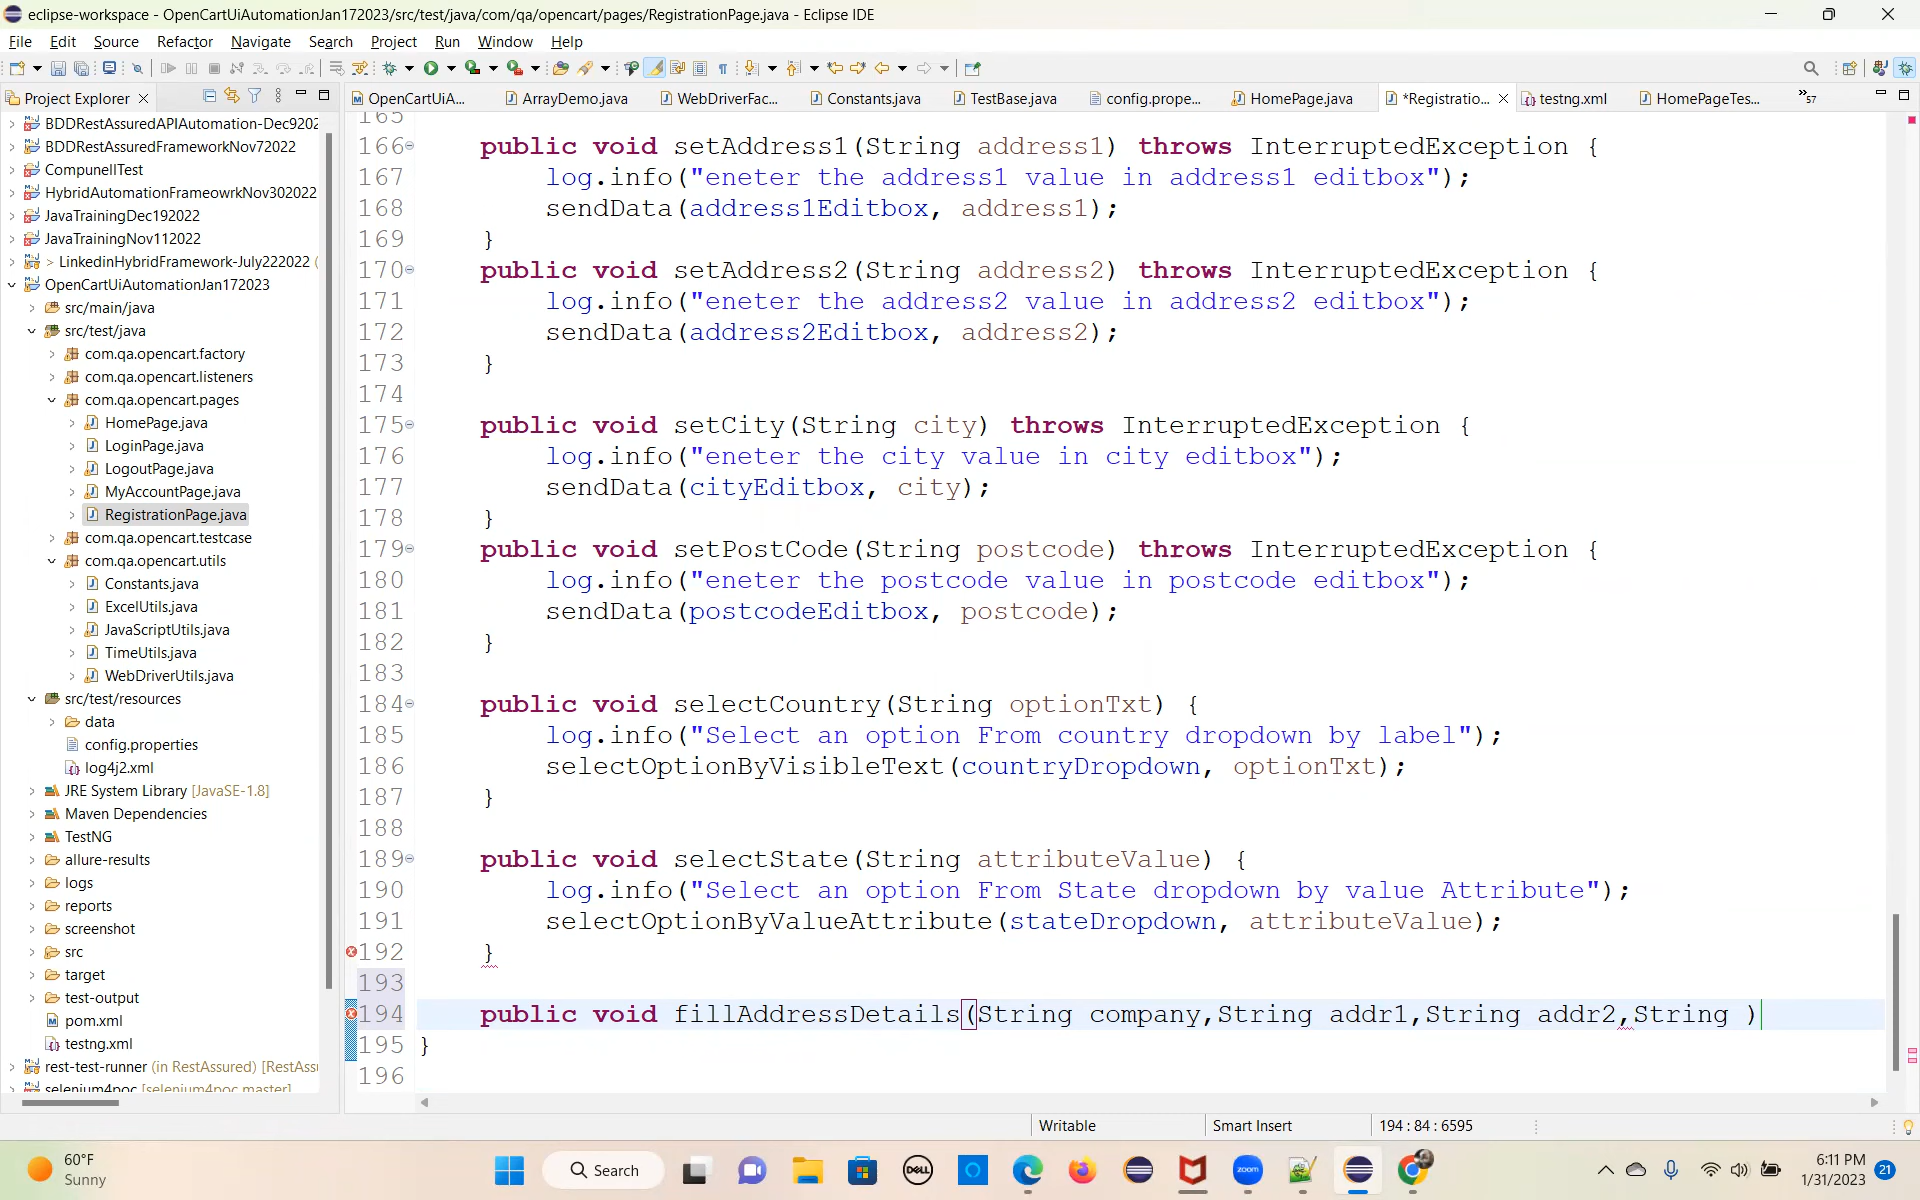 eclipse-workspace - OpenCartUiAutomationJan172023/src/test/java/com/qa/opencart/pages/RegistrationPage.java - Eclipse IDE
File Edit Source Refactor Navigate Search Project Run Window Help
Project Explorer
OpenCartUiA... ArrayDemo.java WebDriverFac... Constants.java TestBase.java config.prope... HomePage.java *Registratio... testng.xml HomePageTes... 57
BDDRestAssuredAPIAutomation-Dec9202
BDDRestAssuredFrameworkNov72022
CompunellTest
HybridAutomationFrameowrkNov302022
JavaTrainingDec192022
JavaTrainingNov112022
> LinkedinHybridFramework-July222022 (
OpenCartUiAutomationJan172023
src/main/java
src/test/java
com.qa.opencart.factory
com.qa.opencart.listeners
com.qa.opencart.pages
HomePage.java
LoginPage.java
LogoutPage.java
MyAccountPage.java
RegistrationPage.java
com.qa.opencart.testcase
com.qa.opencart.utils
Constants.java
ExcelUtils.java
JavaScriptUtils.java
TimeUtils.java
WebDriverUtils.java
src/test/resources
data
config.properties
log4j2.xml
JRE System Library [JavaSE-1.8]
Maven Dependencies
TestNG
allure-results
logs
reports
screenshot
src
target
test-output
pom.xml
testng.xml
rest-test-runner (in RestAssured) [RestAssu
selenium4poc [selenium4poc master]
165
166 public void setAddress1(String address1) throws InterruptedException {
167 log.info("eneter the address1 value in address1 editbox");
168 sendData(address1Editbox, address1);
169 }
170 public void setAddress2(String address2) throws InterruptedException {
171 log.info("eneter the address2 value in address2 editbox");
172 sendData(address2Editbox, address2);
173 }
174
175 public void setCity(String city) throws InterruptedException {
176 log.info("eneter the city value in city editbox");
177 sendData(cityEditbox, city);
178 }
179 public void setPostCode(String postcode) throws InterruptedException {
180 log.info("eneter the postcode value in postcode editbox");
181 sendData(postcodeEditbox, postcode);
182 }
183
184 public void selectCountry(String optionTxt) {
185 log.info("Select an option From country dropdown by label");
186 selectOptionByVisibleText(countryDropdown, optionTxt);
187 }
188
189 public void selectState(String attributeValue) {
190 log.info("Select an option From State dropdown by value Attribute");
191 selectOptionByValueAttribute(stateDropdown, attributeValue);
192 }
193
194 public void fillAddressDetails(String company,String addr1,String addr2,String )
195 }
196
Writable Smart Insert 194 : 84 : 6595
60°F
Sunny
Search
DELL
zoom
6:11 PM
1/31/2023
21